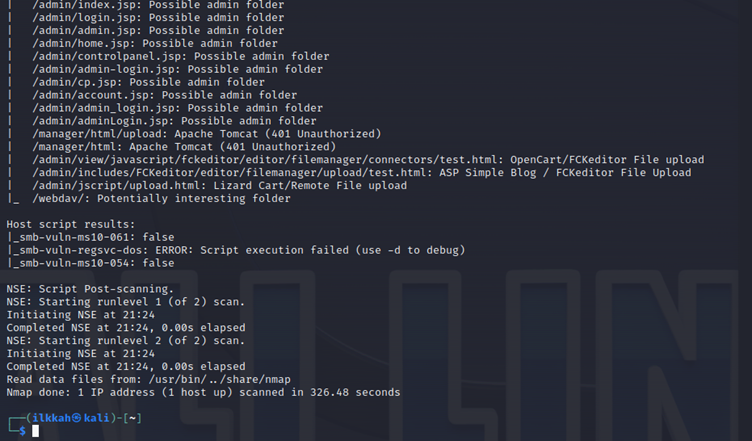 |   /admin/index.jsp: Possible admin folder
|   /admin/login.jsp: Possible admin folder
|   /admin/admin.jsp: Possible admin folder
|   /admin/home.jsp: Possible admin folder
|   /admin/controlpanel.jsp: Possible admin folder
|   /admin/admin-login.jsp: Possible admin folder
|   /admin/cp.jsp: Possible admin folder
|   /admin/account.jsp: Possible admin folder
|   /admin/admin_login.jsp: Possible admin folder
|   /admin/adminLogin.jsp: Possible admin folder
|   /manager/html/upload: Apache Tomcat (401 Unauthorized)
|   /manager/html: Apache Tomcat (401 Unauthorized)
|   /admin/view/javascript/fckeditor/editor/filemanager/connectors/test.html: OpenCart/FCKeditor File upload
|   /admin/includes/FCKeditor/editor/filemanager/upload/test.html: ASP Simple Blog / FCKeditor File Upload
|   /admin/jscript/upload.html: Lizard Cart/Remote File upload
|_  /webdav/: Potentially interesting folder
Host script results:
|_smb-vuln-ms10-061: false
|_smb-vuln-regsvc-dos: ERROR: Script execution failed (use -d to debug)
|_smb-vuln-ms10-054: false
NSE: Script Post-scanning.
NSE: Starting runlevel 1 (of 2) scan.
Initiating NSE at 21:24
Completed NSE at 21:24, 0.00s elapsed
NSE: Starting runlevel 2 (of 2) scan.
Initiating NSE at 21:24
Completed NSE at 21:24, 0.00s elapsed
Read data files from: /usr/bin/../share/nmap
Nmap done: 1 IP address (1 host up) scanned in 326.48 seconds
┌──(ilkkah㉿kali)-[~]
└─$